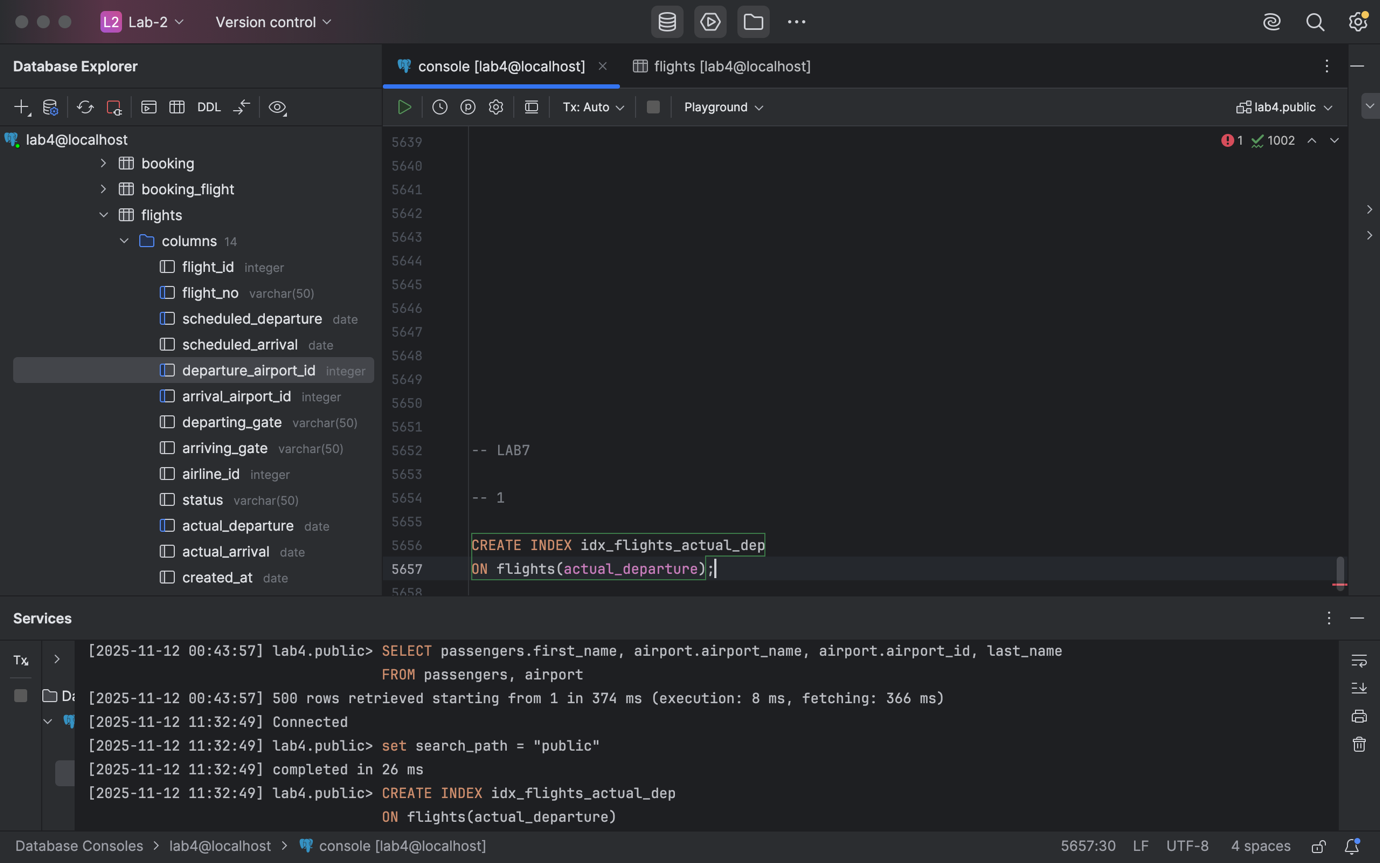 L2 Lab-2 Version control
Database Explorer
console [lab4@localhost] flights [lab4@localhost]
DDL
Tx: Auto Playground lab4.public
lab4@localhost
booking
booking_flight
flights
columns 14
flight_id integer
flight_no varchar(50)
scheduled_departure date
scheduled_arrival date
departure_airport_id integer
arrival_airport_id integer
departing_gate varchar(50)
arriving_gate varchar(50)
airline_id integer
status varchar(50)
actual_departure date
actual_arrival date
created_at date
1 1002
5639
5640
5641
5642
5643
5644
5645
5646
5647
5648
5649
5650
5651
5652 -- LAB7
5653
5654 -- 1
5655
5656 CREATE INDEX idx_flights_actual_dep
5657 ON flights(actual_departure);
5658
Services
Tx
Da
[2025-11-12 00:43:57] lab4.public> SELECT passengers.first_name, airport.airport_name, airport.airport_id, last_name
FROM passengers, airport
[2025-11-12 00:43:57] 500 rows retrieved starting from 1 in 374 ms (execution: 8 ms, fetching: 366 ms)
[2025-11-12 11:32:49] Connected
[2025-11-12 11:32:49] lab4.public> set search_path = "public"
[2025-11-12 11:32:49] completed in 26 ms
[2025-11-12 11:32:49] lab4.public> CREATE INDEX idx_flights_actual_dep
ON flights(actual_departure)
Database Consoles > lab4@localhost > console [lab4@localhost]
5657:30 LF UTF-8 4 spaces